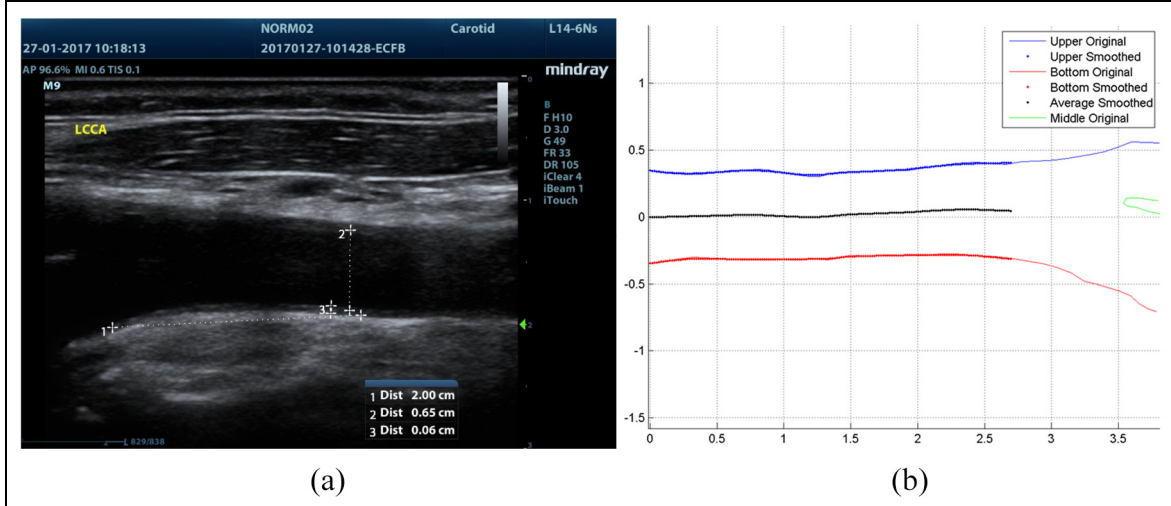 NORM02 Carotid L14-6Ns
27-01-2017 10:18:13 20170127-101428-ECFB
AP 96.6% MI 0.6 TIS 0.1 mindray
M9
LCCA
B
F H10
D 3.0
G 49
FR 33
DR 105
iClear 4
iBeam 1
iTouch
0
1
2
3
2
3
1
1 Dist 2.00 cm
2 Dist 0.65 cm
3 Dist 0.06 cm
829/838
(a)
Upper Original
Upper Smoothed
Bottom Original
Bottom Smoothed
Average Smoothed
Middle Original
1
0.5
0
-0.5
-1
-1.5
0 0.5 1 1.5 2 2.5 3 3.5
(b)